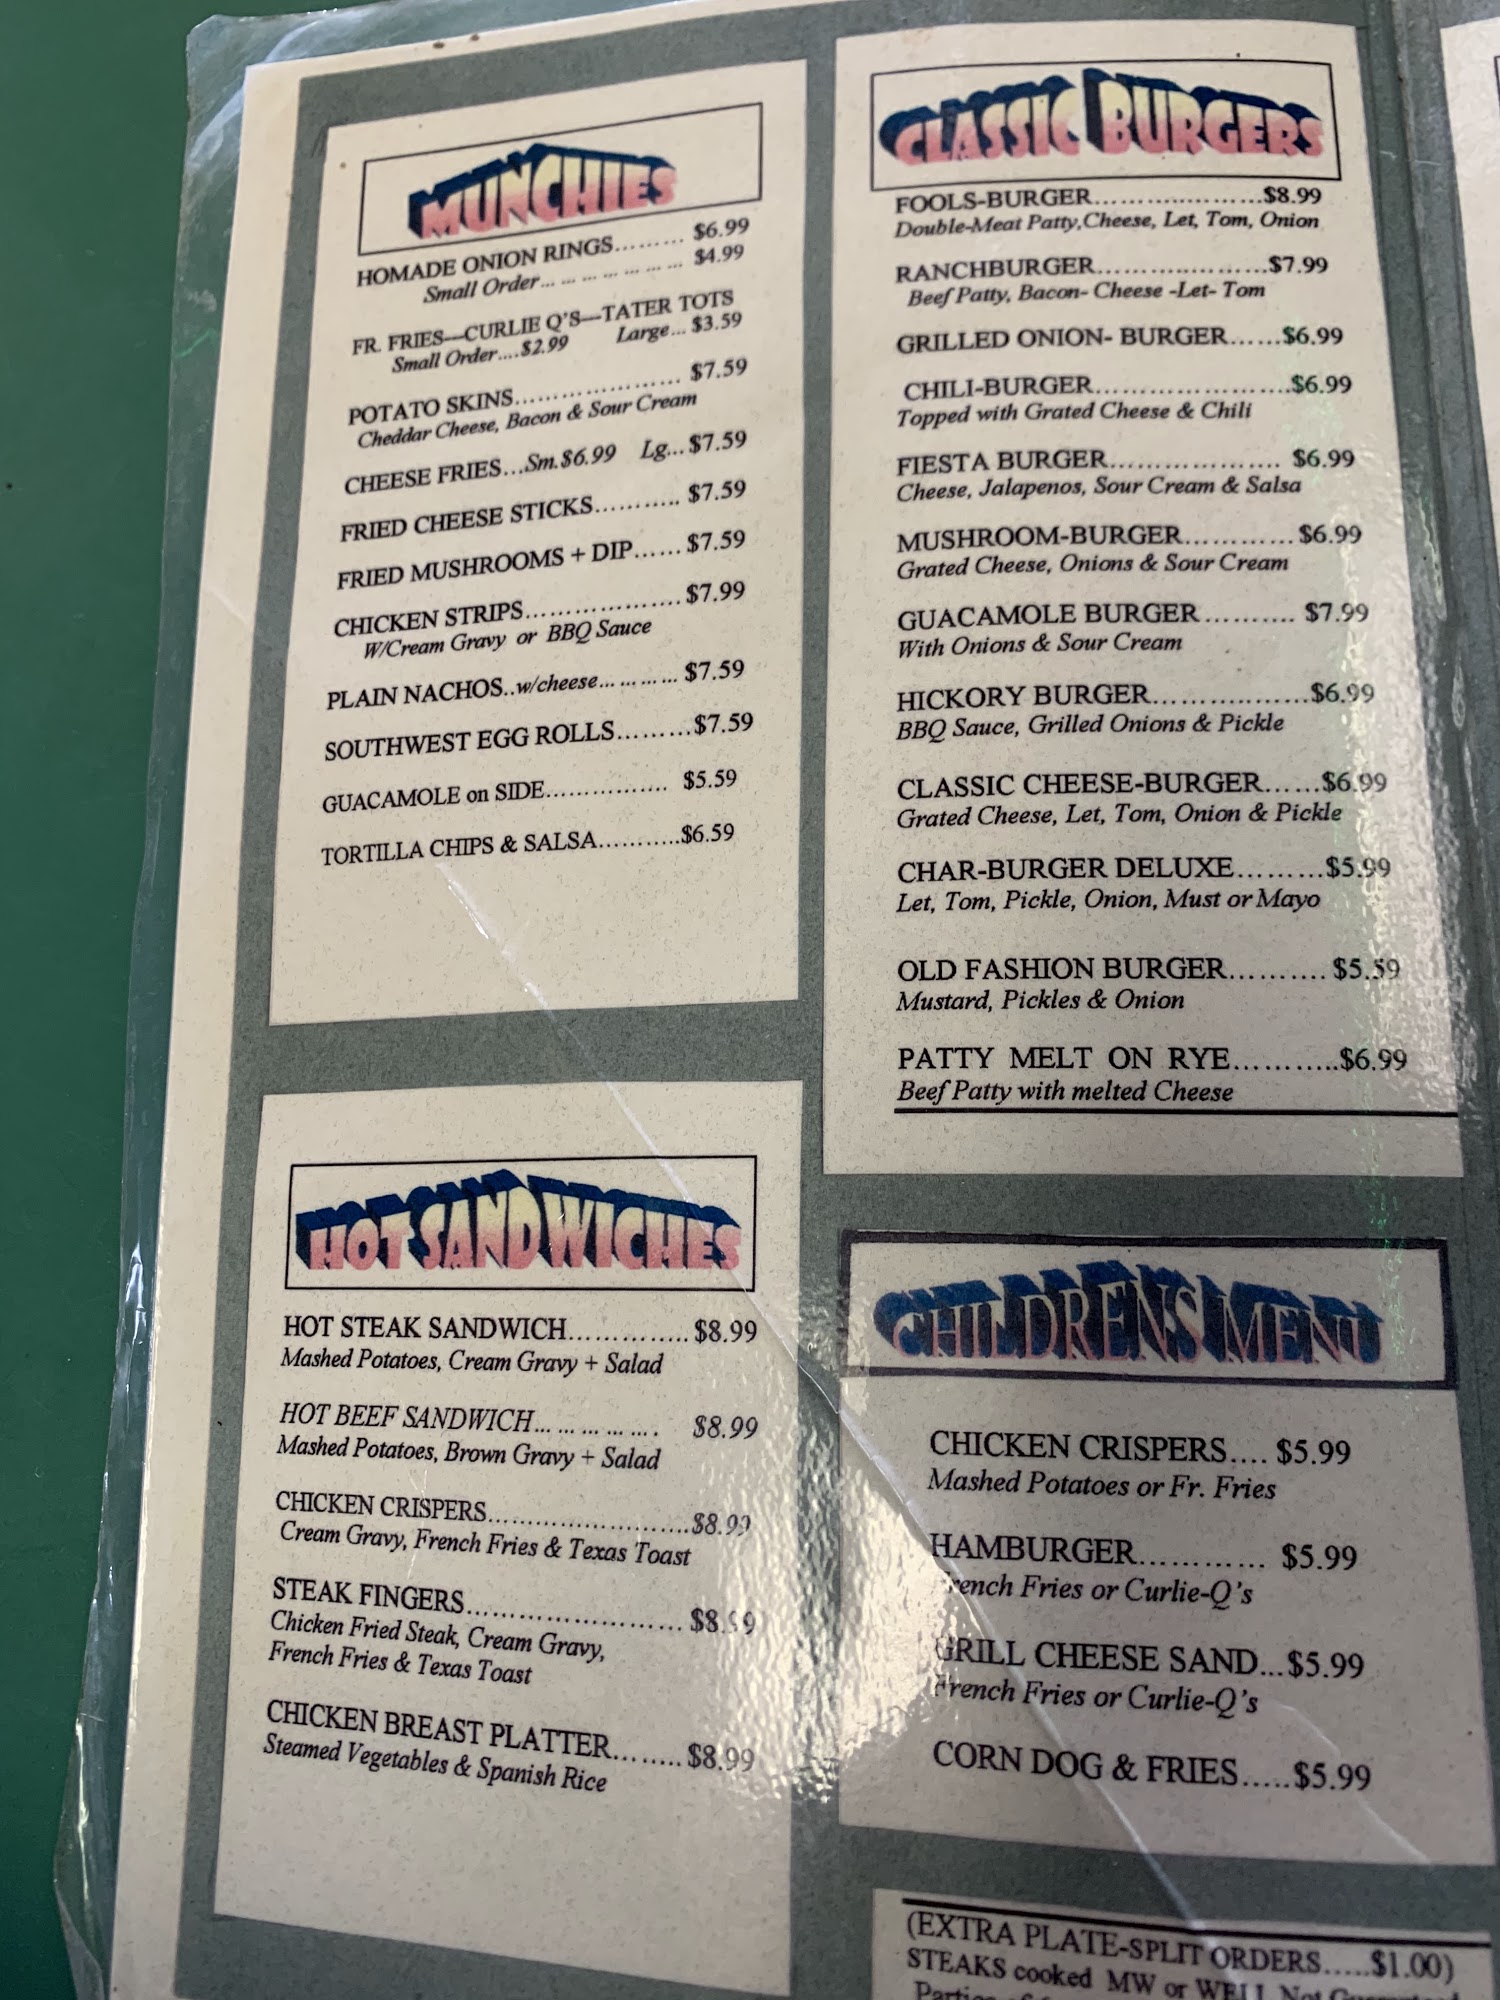 MUNCHIES
HOMADE ONION RINGS......... $6.99
Small Order... ... ... ... ... ... $4.99
FR. FRIES—CURLIE Q'S—TATER TOTS
Small Order....$2.99 Large... $3.59
POTATO SKINS........................ $7.59
Cheddar Cheese, Bacon & Sour Cream
CHEESE FRIES...Sm.$6.99 Lg...$7.59
FRIED CHEESE STICKS........... $7.59
FRIED MUSHROOMS + DIP...... $7.59
CHICKEN STRIPS.................... $7.99
W/Cream Gravy or BBQ Sauce
PLAIN NACHOS..w/cheese... ... ... ... $7.59
SOUTHWEST EGG ROLLS.........$7.59
GUACAMOLE on SIDE................ $5.59
TORTILLA CHIPS & SALSA...........$6.59
HOT SANDWICHES
HOT STEAK SANDWICH.............. $8.99
Mashed Potatoes, Cream Gravy + Salad
HOT BEEF SANDWICH... ... ... ... ... . $8.99
Mashed Potatoes, Brown Gravy + Salad
CHICKEN CRISPERS.........................$8.99
Cream Gravy, French Fries & Texas Toast
STEAK FINGERS........................... $8.99
Chicken Fried Steak, Cream Gravy,
French Fries & Texas Toast
CHICKEN BREAST PLATTER.........$8.99
Steamed Vegetables & Spanish Rice
CLASSIC BURGERS
FOOLS-BURGER.......................$8.99
Double-Meat Patty,Cheese, Let, Tom, Onion
RANCHBURGER.......................$7.99
Beef Patty, Bacon- Cheese -Let- Tom
GRILLED ONION- BURGER......$6.99
CHILI-BURGER........................$6.99
Topped with Grated Cheese & Chili
FIESTA BURGER..................... $6.99
Cheese, Jalapenos, Sour Cream & Salsa
MUSHROOM-BURGER............. $6.99
Grated Cheese, Onions & Sour Cream
GUACAMOLE BURGER.......... $7.99
With Onions & Sour Cream
HICKORY BURGER..................$6.99
BBQ Sauce, Grilled Onions & Pickle
CLASSIC CHEESE-BURGER......$6.99
Grated Cheese, Let, Tom, Onion & Pickle
CHAR-BURGER DELUXE.........$5.99
Let, Tom, Pickle, Onion, Must or Mayo
OLD FASHION BURGER.......... $5.59
Mustard, Pickles & Onion
PATTY MELT ON RYE...........$6.99
Beef Patty with melted Cheese
CHILDREN'S MENU
CHICKEN CRISPERS.... $5.99
Mashed Potatoes or Fr. Fries
HAMBURGER............ $5.99
French Fries or Curlie-Q's
GRILL CHEESE SAND...$5.99
French Fries or Curlie-Q's
CORN DOG & FRIES.....$5.99
(EXTRA PLATE-SPLIT ORDERS.....$1.00)
STEAKS cooked MW or WELL Not Guaranteed